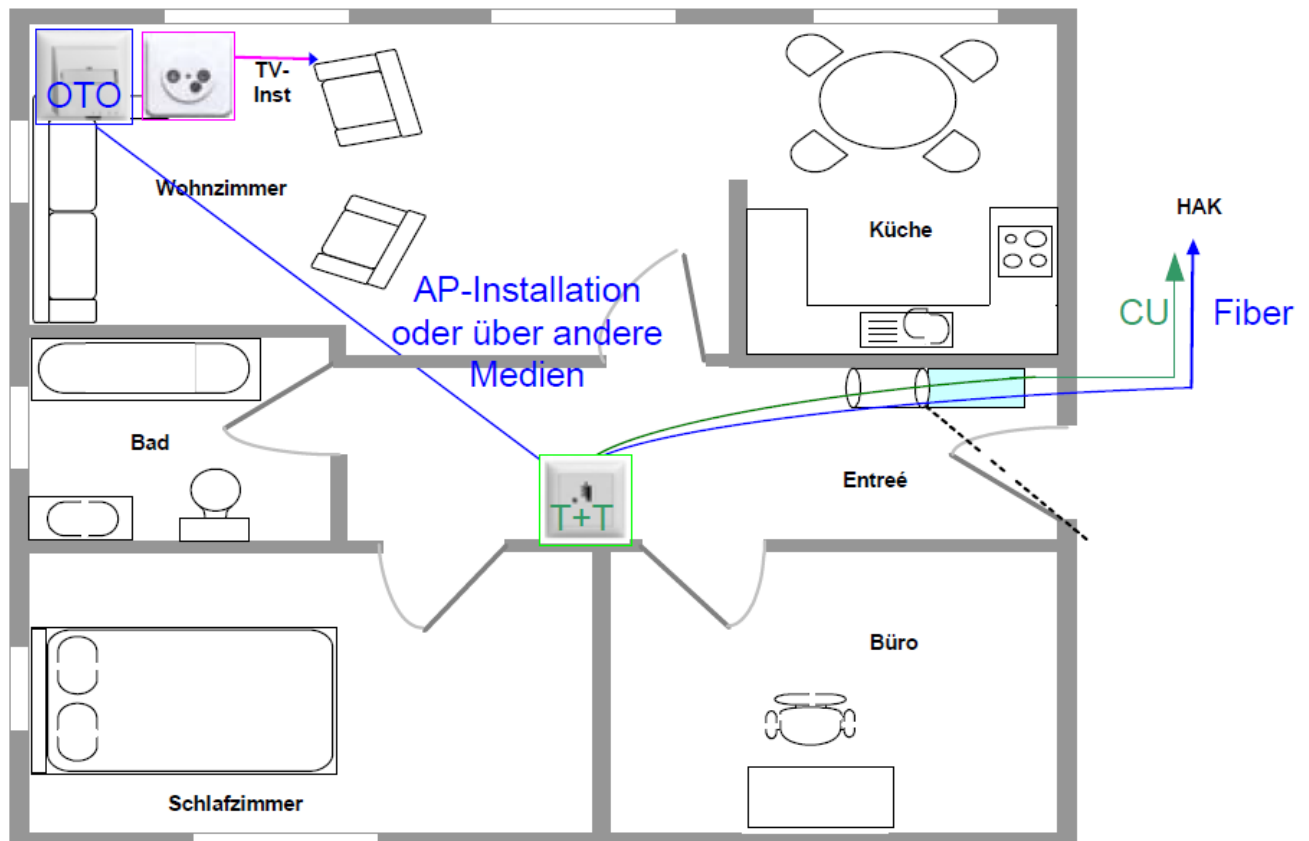 OTO
TV-
Inst
Wohnzimmer
Küche
HAK
AP-Installation
oder über andere
Medien
CU
Fiber
Bad
Entreé
T+T
Büro
Schlafzimmer